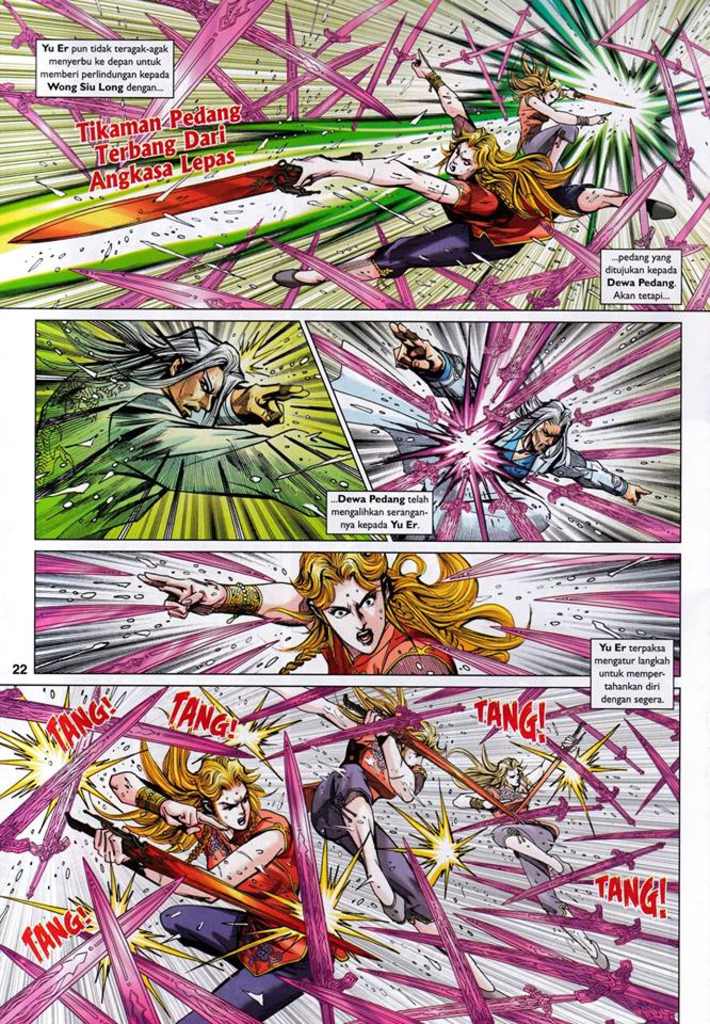 Yu Er pun tidak teragak-agak
menyerbu ke depan untuk
memberi perlindungan kepada
Wong Siu Long dengan...
Tikaman Pedang
Terbang Dari
Angkasa Lepas
...pedang yang
ditujukan kepada
Dewa Pedang.
Akan tetapi...
...Dewa Pedang telah
mengalihkan serangan-
nya kepada Yu Er.
Yu Er terpaksa
mengatur langkah
untuk memper-
tahankan diri
dengan segera.
22
TANG!
TANG!
TANG!
TANG!
TANG!